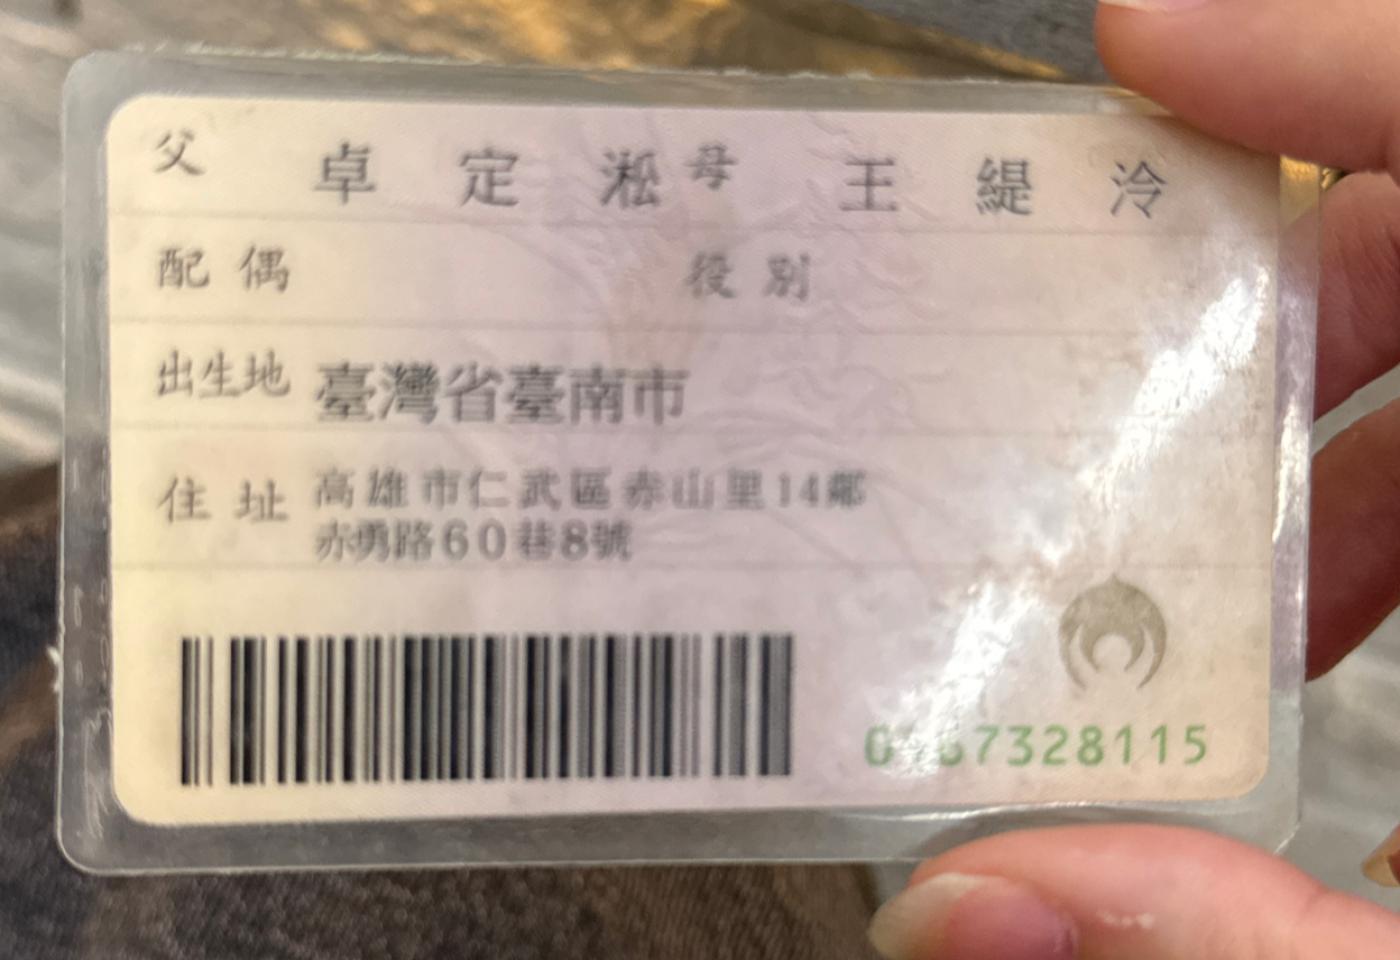 父 卓定淞 母 王緹泠
配偶 役別
出生地 臺灣省臺南市
住址 高雄市仁武區赤山里14鄰
赤勇路60巷8號